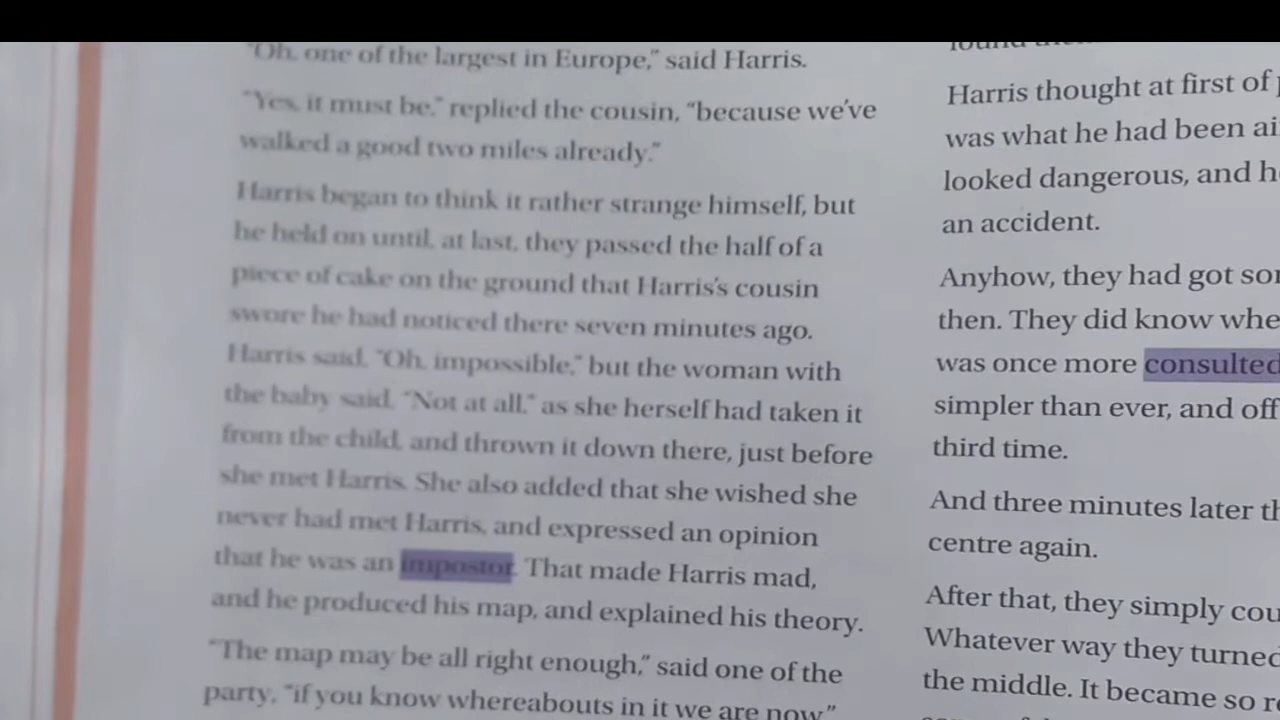 "Oh, one of the largest in Europe," said Harris.
"Yes, it must be," replied the cousin, "because we've
walked a good two miles already."
Harris began to think it rather strange himself, but
he held on until, at last, they passed the half of a
piece of cake on the ground that Harris's cousin
swore he had noticed there seven minutes ago.
Harris said, "Oh, impossible," but the woman with
the baby said, "Not at all," as she herself had taken it
from the child, and thrown it down there, just before
she met Harris. She also added that she wished she
never had met Harris, and expressed an opinion
that he was an impostor. That made Harris mad,
and he produced his map, and explained his theory.
"The map may be all right enough," said one of the
party, "if you know whereabouts in it we are now."
Harris thought at first of
was what he had been
looked dangerous, and
an accident.
Anyhow, they had got
then. They did know
was once more consulted
simpler than ever, and
third time.
And three minutes later
centre again.
After that, they simply
Whatever way they turned
the middle. It became so